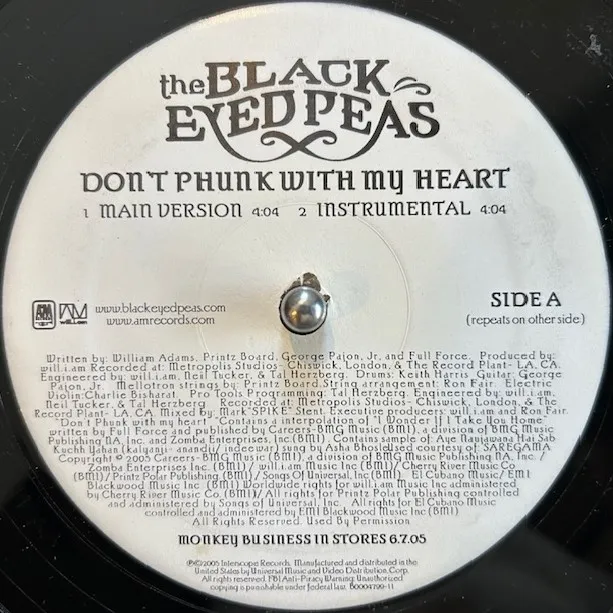 the BLACK
EYED PEAS
DON'T PHUNK WITH MY HEART
1 MAIN VERSION 4:04 2 INSTRUMENTAL 4:04
A&M will.i.am www.blackeyedpeas.com
www.amrecords.com
SIDE A
(repeats on other side)
Written by: William Adams, Printz Board, George Pajon, Jr. and Full Force. Produced by:
will.i.am Recorded at: Metropolis Studios- Chiswick, London, & The Record Plant- LA, CA.
Engineered by: will.i.am, Neil Tucker, & Tal Herzberg. Drums: Keith Harris Guitar: George
Pajon, Jr. Mellotron strings by: Printz Board String arrangement: Ron Fair. Electric
Violin: Charlie Bisharat. Pro Tools Programming: Tal Herzberg. Engineered by: will.i.am,
Neil Tucker, & Tal Herzberg Recorded at: Metropolis Studios- Chiswick, London, & The
Record Plant- LA, CA. Mixed by: Mark "SPIKE" Stent. Executive producers: will.i.am and Ron Fair.
"Don't Phunk with my heart" "Contains a interpolation of "I Wonder If I Take You Home"
written by Full Force and published by Careers-BMG Music Publishing, a division of BMG Music
Publishing NA, Inc. and Zomba Enterprises, Inc.(BMI). Contains sample of: Aye Naujawana Hai Sab
Kuchh Yahan (kalyanji- anandji/ indeewar) sung by Asha Bhosle Used courtesy of: SAREGAMA
Copyright © 2005 Careers- BMG Music Publishing, a division of BMG Music Publishing NA, Inc. /
Zomba Enterprises Inc. (BMI) / will.i.am Music Inc (BMI)/ Cherry River Music Co.
(BMI)/ Printz Polar Publishing (BMI) / Songs Of Universal, Inc (BMI). El Cubano Music/ EMI
Blackwood Music Inc (BMI) Worldwide rights for will.i.am Music Inc administered
by Cherry River Music Co. (BMI)/ All rights for Printz Polar Publishing controlled
and administered by Songs of Universal, Inc. All rights for El Cubano Music
controlled and administered by EMI Blackwood Music Inc (BMI).
All Rights Reserved. Used By Permission
MONKEY BUSINESS IN STORES 6.7.05
℗© 2005 Interscope Records. Manufactured and distributed in the
United States by Universal Music and Video Distribution, Corp.
All rights reserved. FBI Anti-Piracy Warning: Unauthorized
copying is punishable under federal law. B0004799-11